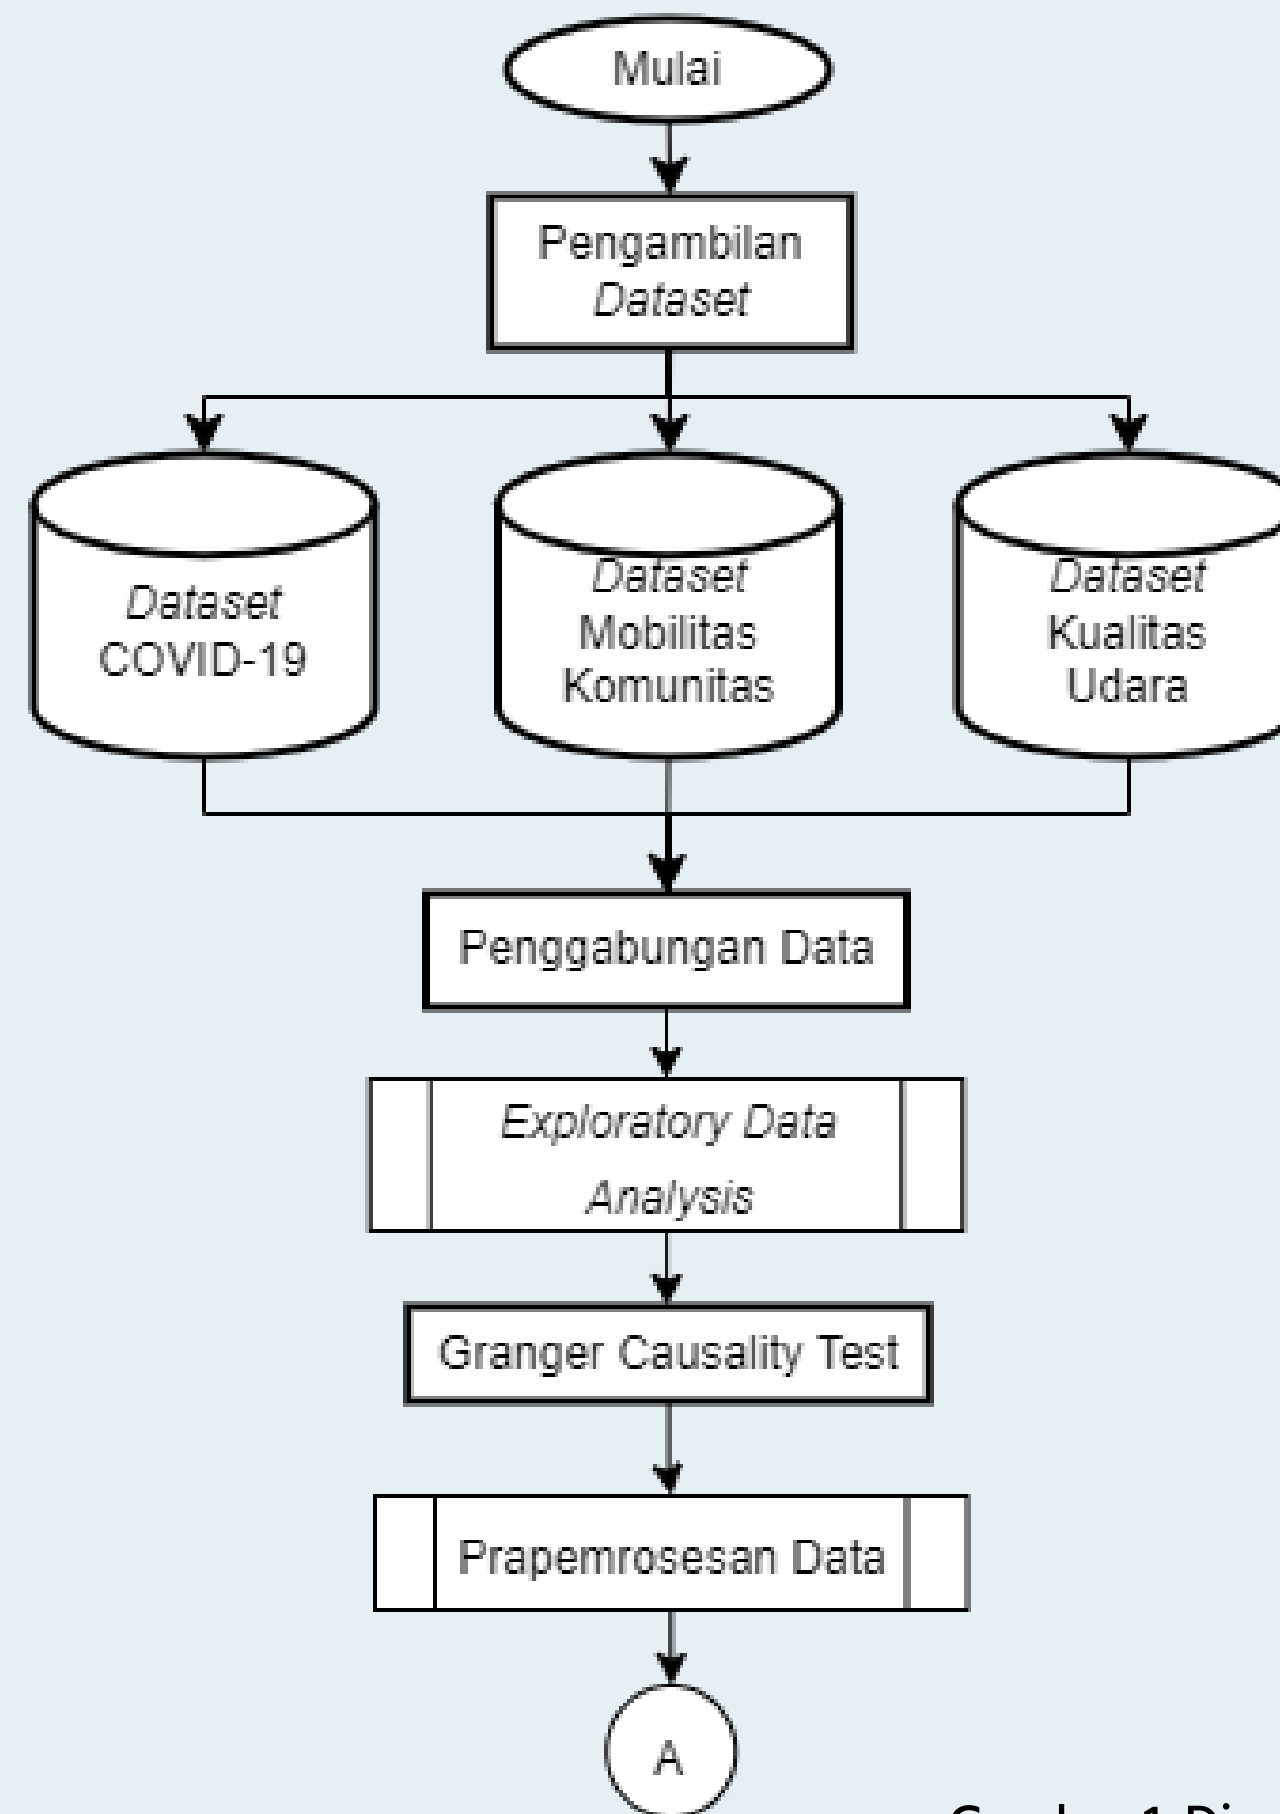 Mulai
Pengambilan
Dataset
Dataset
COVID-19
Dataset
Mobilitas
Komunitas
Dataset
Kualitas
Udara
Penggabungan Data
Exploratory Data
Analysis
Granger Causality Test
Prapemrosesan Data
A